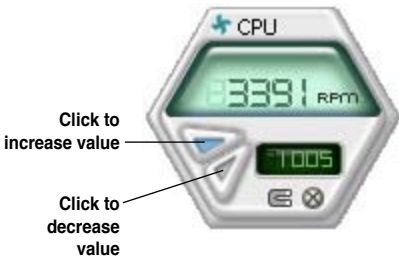 CPU
3391 RPM
Click to
increase value
1005
Click to
decrease
value